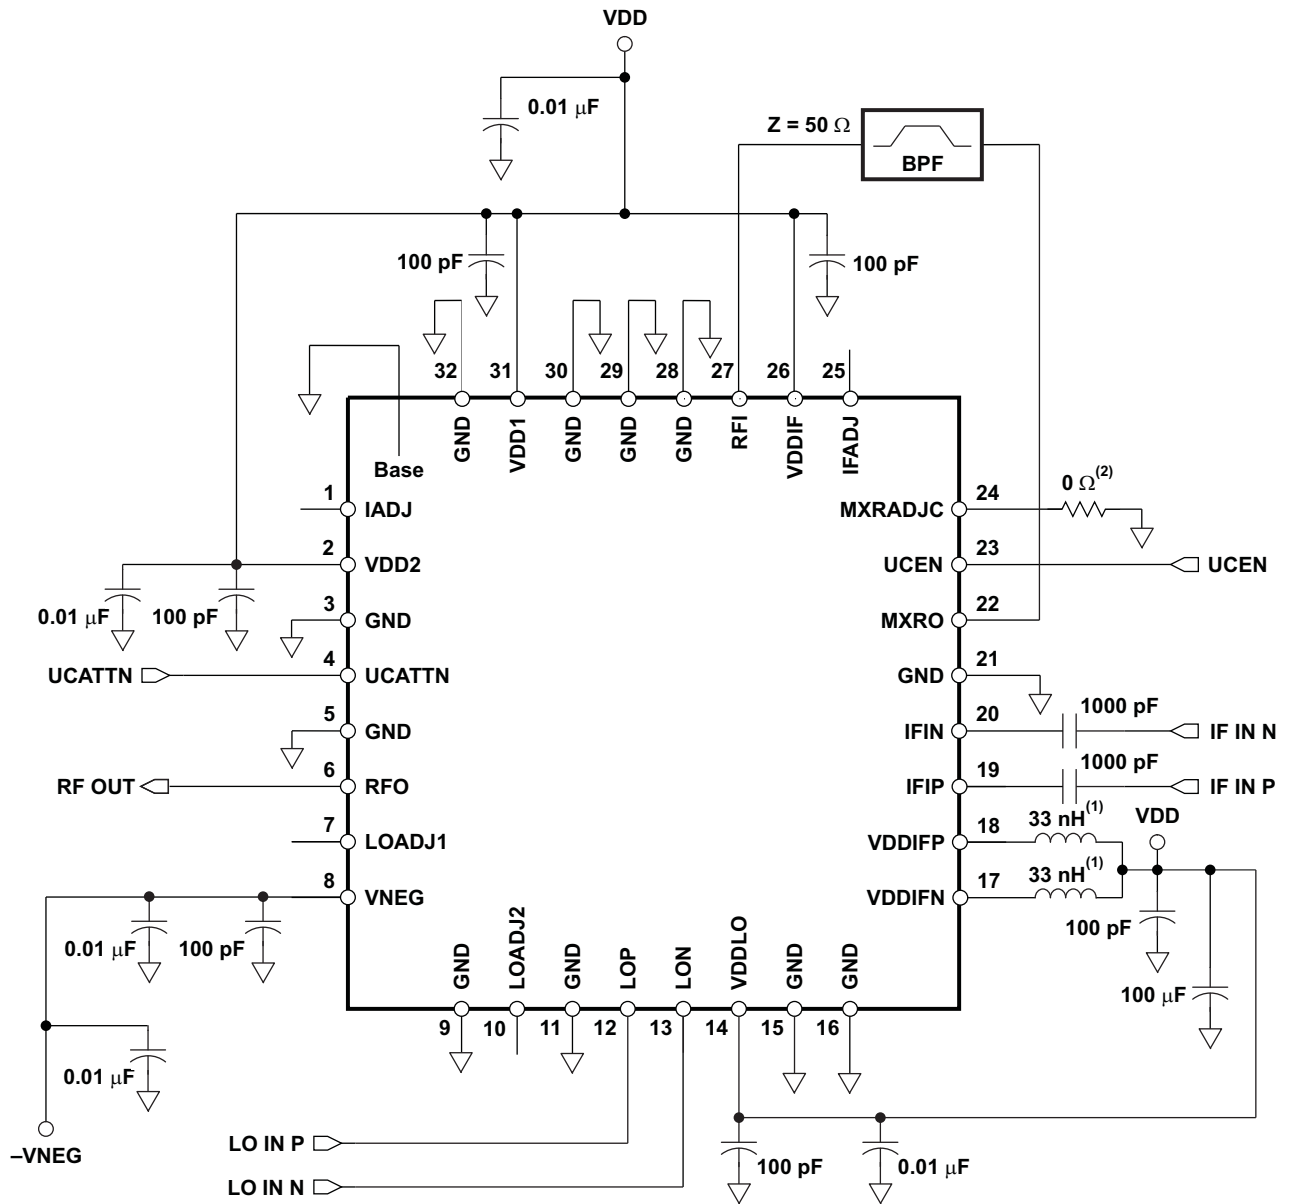 VDD
0.01 μF
Z = 50 Ω
BPF
100 pF
100 pF
32
31
30
29
28
27
26
25
GND
VDD1
GND
GND
GND
RFI
VDDIF
IFADJ
Base
1
IADJ
2
VDD2
0.01 μF
100 pF
3
GND
UCATTN
4
UCATTN
5
GND
RF OUT
6
RFO
7
LOADJ1
8
VNEG
0.01 μF
100 pF
0.01 μF
–VNEG
MXRADJC
24
0 Ω(2)
UCEN
23
UCEN
MXRO
22
GND
21
IFIN
20
1000 pF
IF IN N
IFIP
19
1000 pF
IF IN P
VDDIFP
18
33 nH(1)
VDD
VDDIFN
17
33 nH(1)
100 pF
100 μF
GND
LOADJ2
GND
LOP
LON
VDDLO
GND
GND
9
10
11
12
13
14
15
16
LO IN P
LO IN N
100 pF
0.01 μF